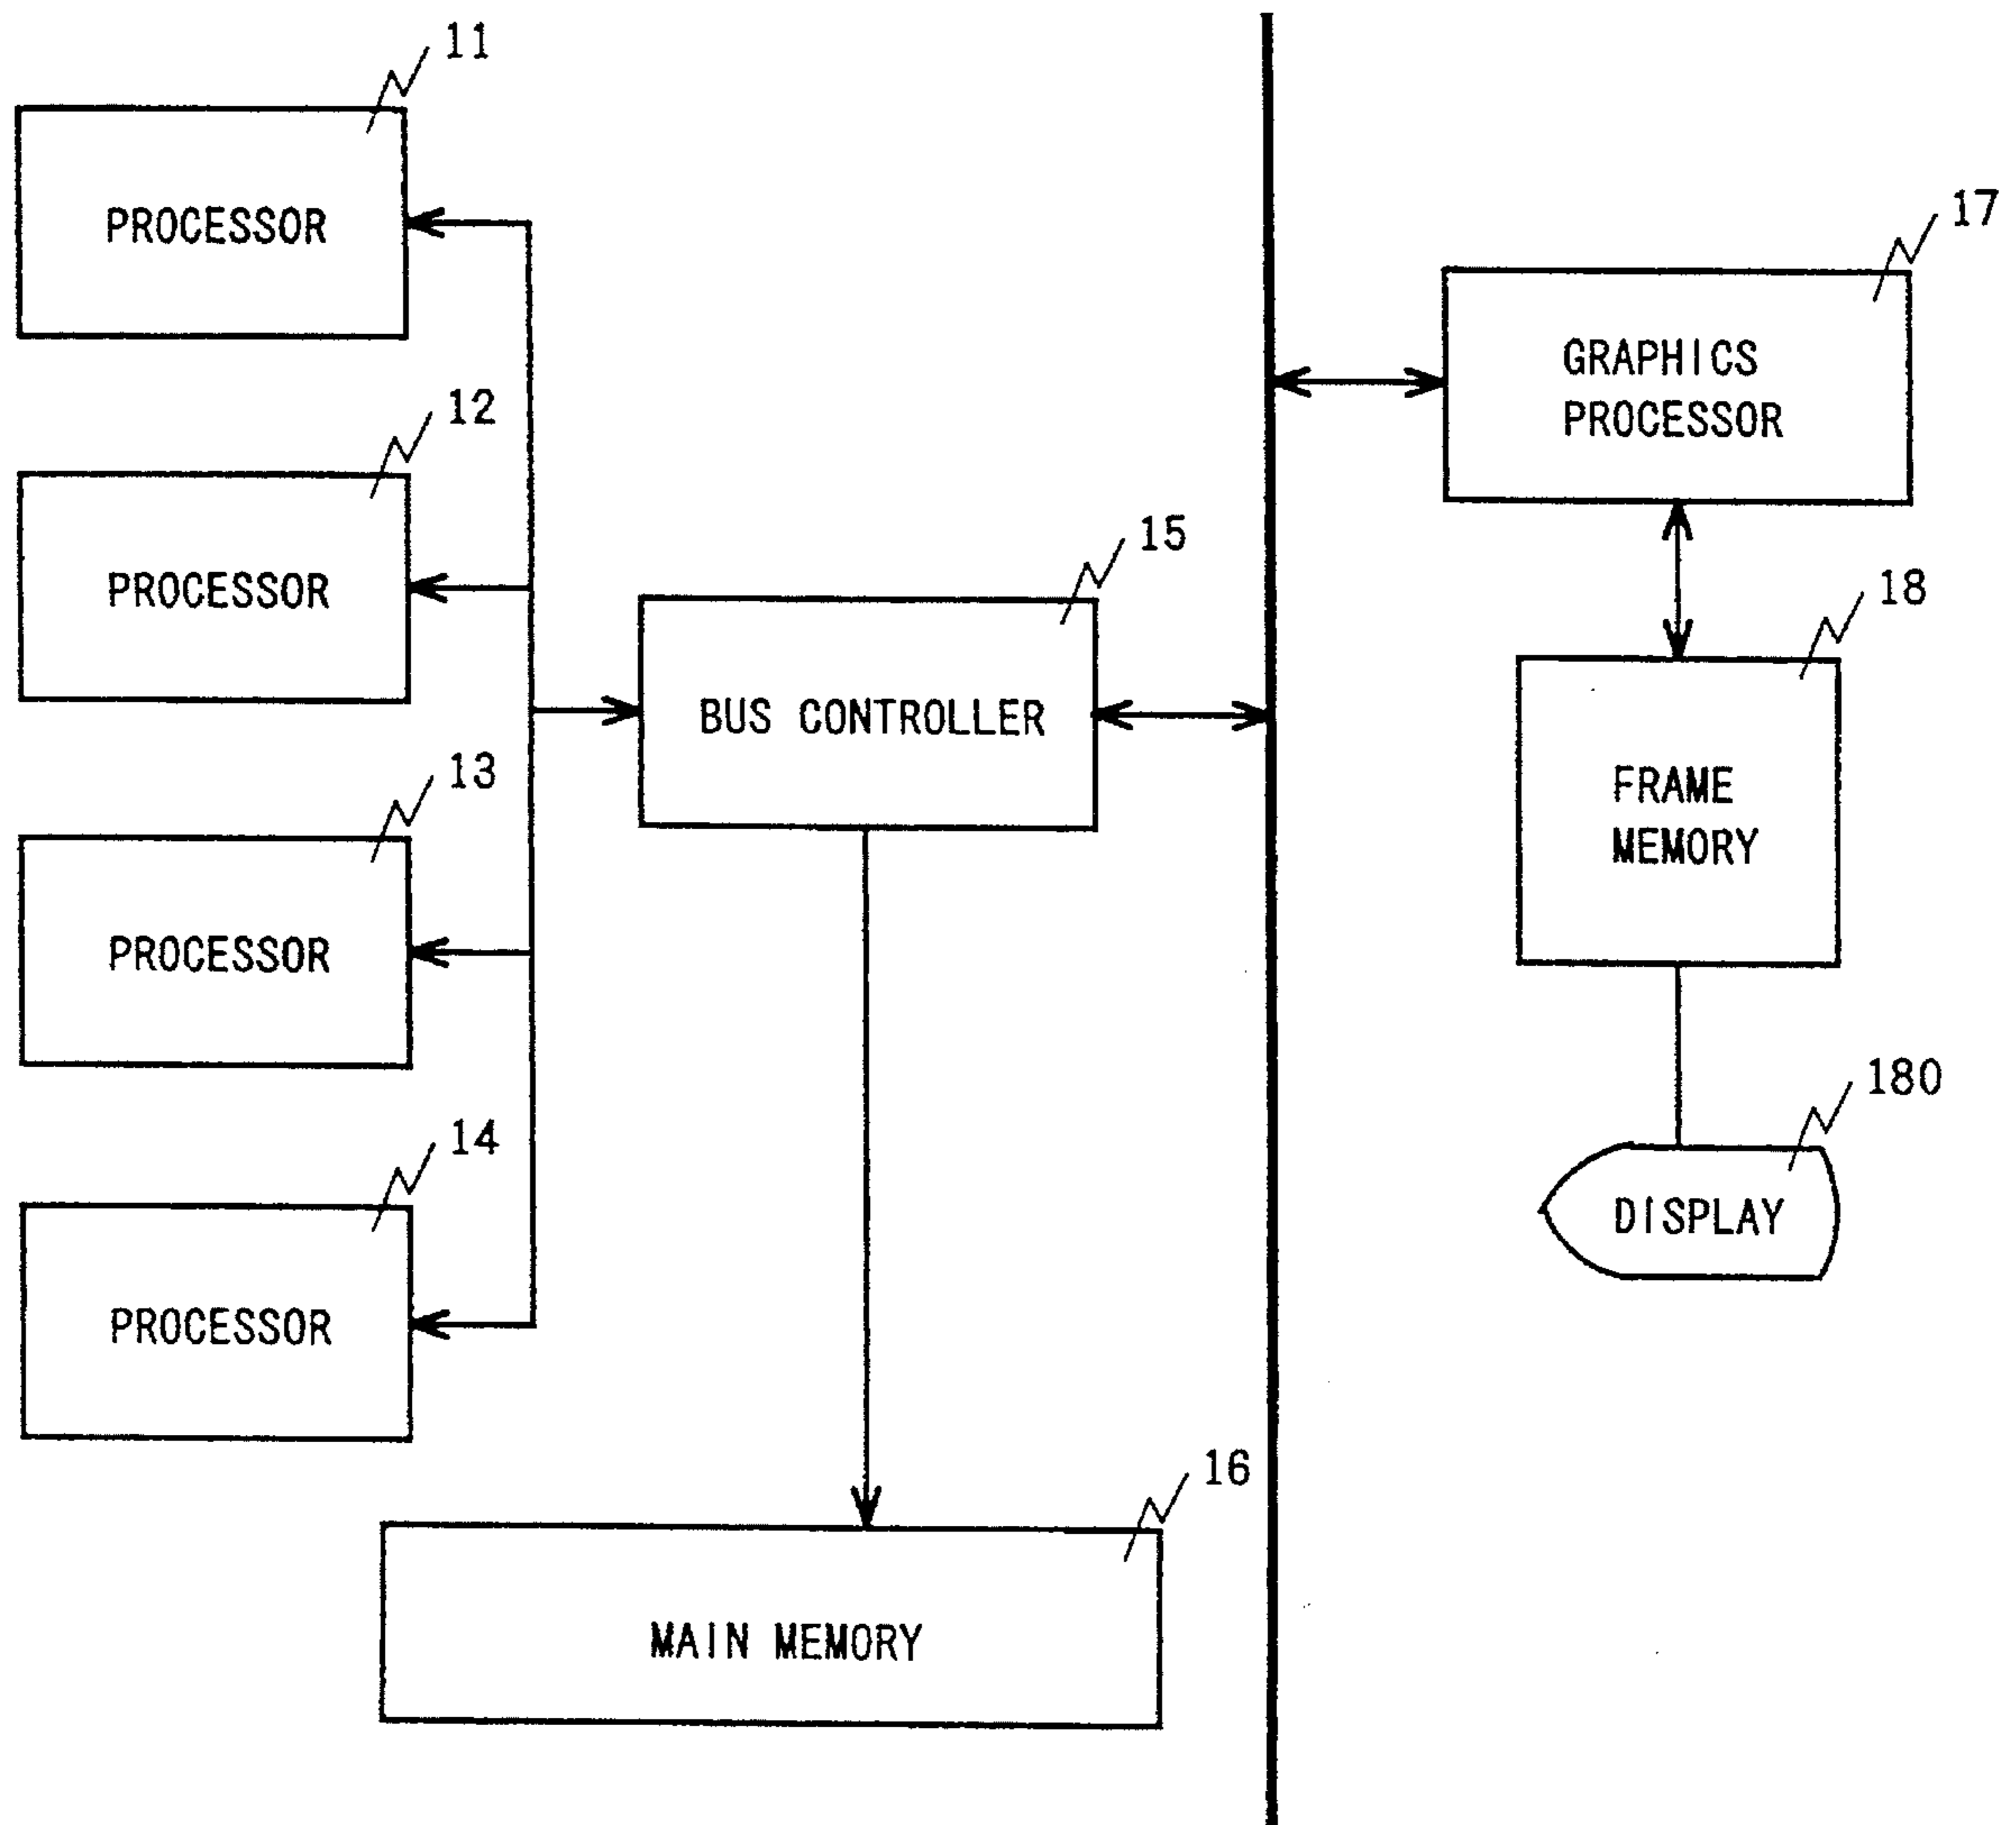 11
PROCESSOR
12
PROCESSOR
13
PROCESSOR
14
PROCESSOR
15
BUS CONTROLLER
16
MAIN MEMORY
17
GRAPHICS
PROCESSOR
18
FRAME
MEMORY
180
DISPLAY